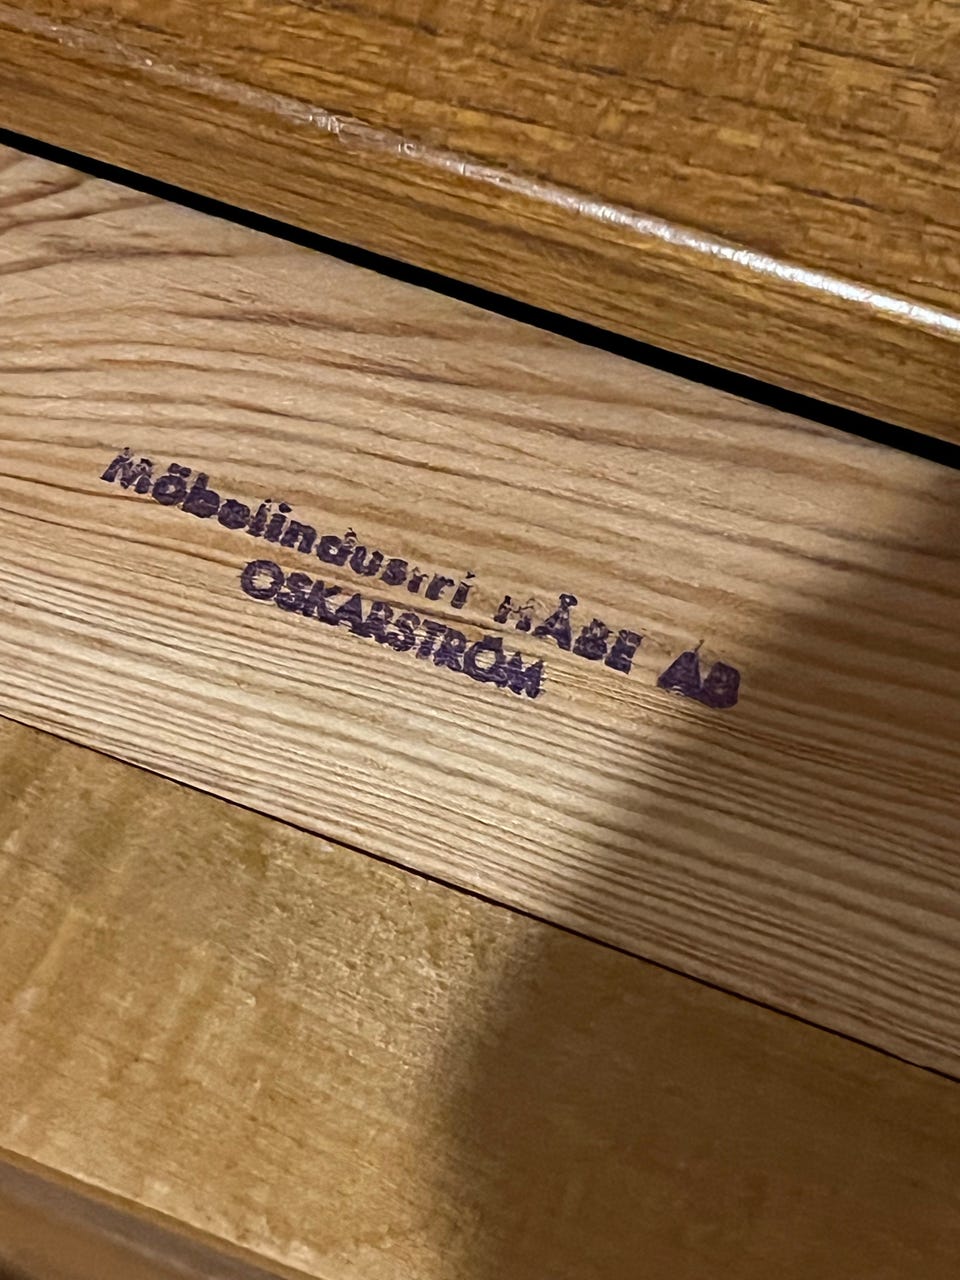 Möbelindustri HÅBE AB
OSKARSTRÖM